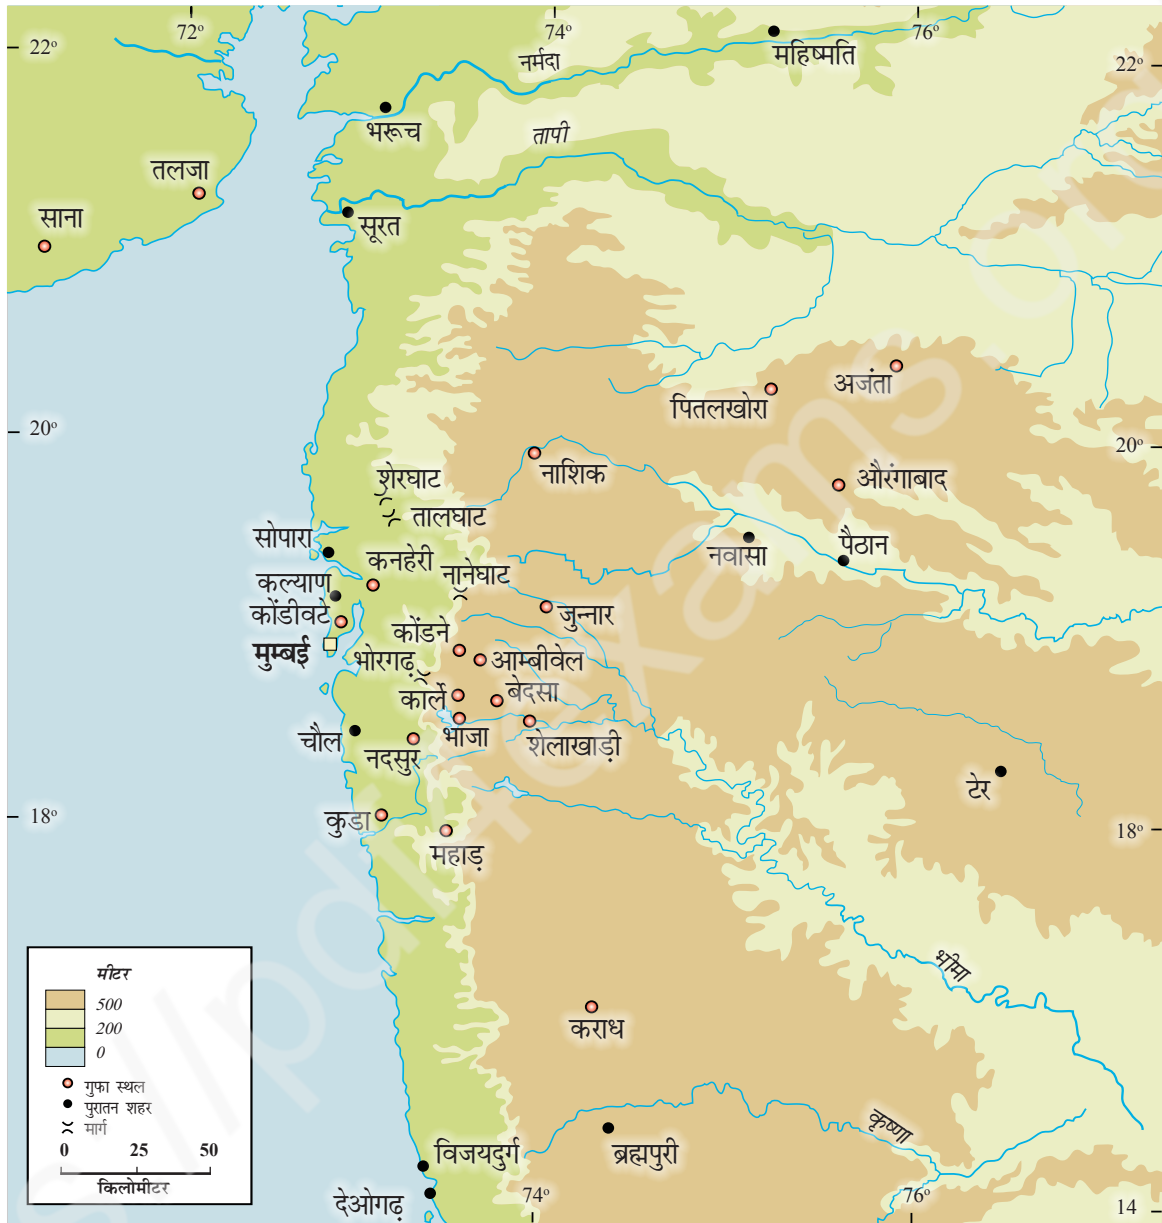 72°
74°
76°
22°
22°
नर्मदा
महिष्मति
भरूच
तापी
तलजा
साना
सूरत
अजंता
पितलखोरा
20°
20°
नाशिक
औरंगाबाद
शेरघाट
तालघाट
सोपारा
नवासा
पैठान
कनहेरी
नानेघाट
कल्याण
कोंडीवटे
जुन्नार
मुम्बई
कोंडने
भोरगढ़
आम्बीवेल
कार्ले
बेदसा
चौल
भाजा
शेलाखाड़ी
नदसुर
टेर
कुडा
18°
18°
महाड़
भीमा
मीटर
500
200
0
कराध
गुफा स्थल
पुरातन शहर
मार्ग
0 25 50
किलोमीटर
कृष्णा
विजयदुर्ग
ब्रह्मपुरी
देओगढ़
74°
76°
14